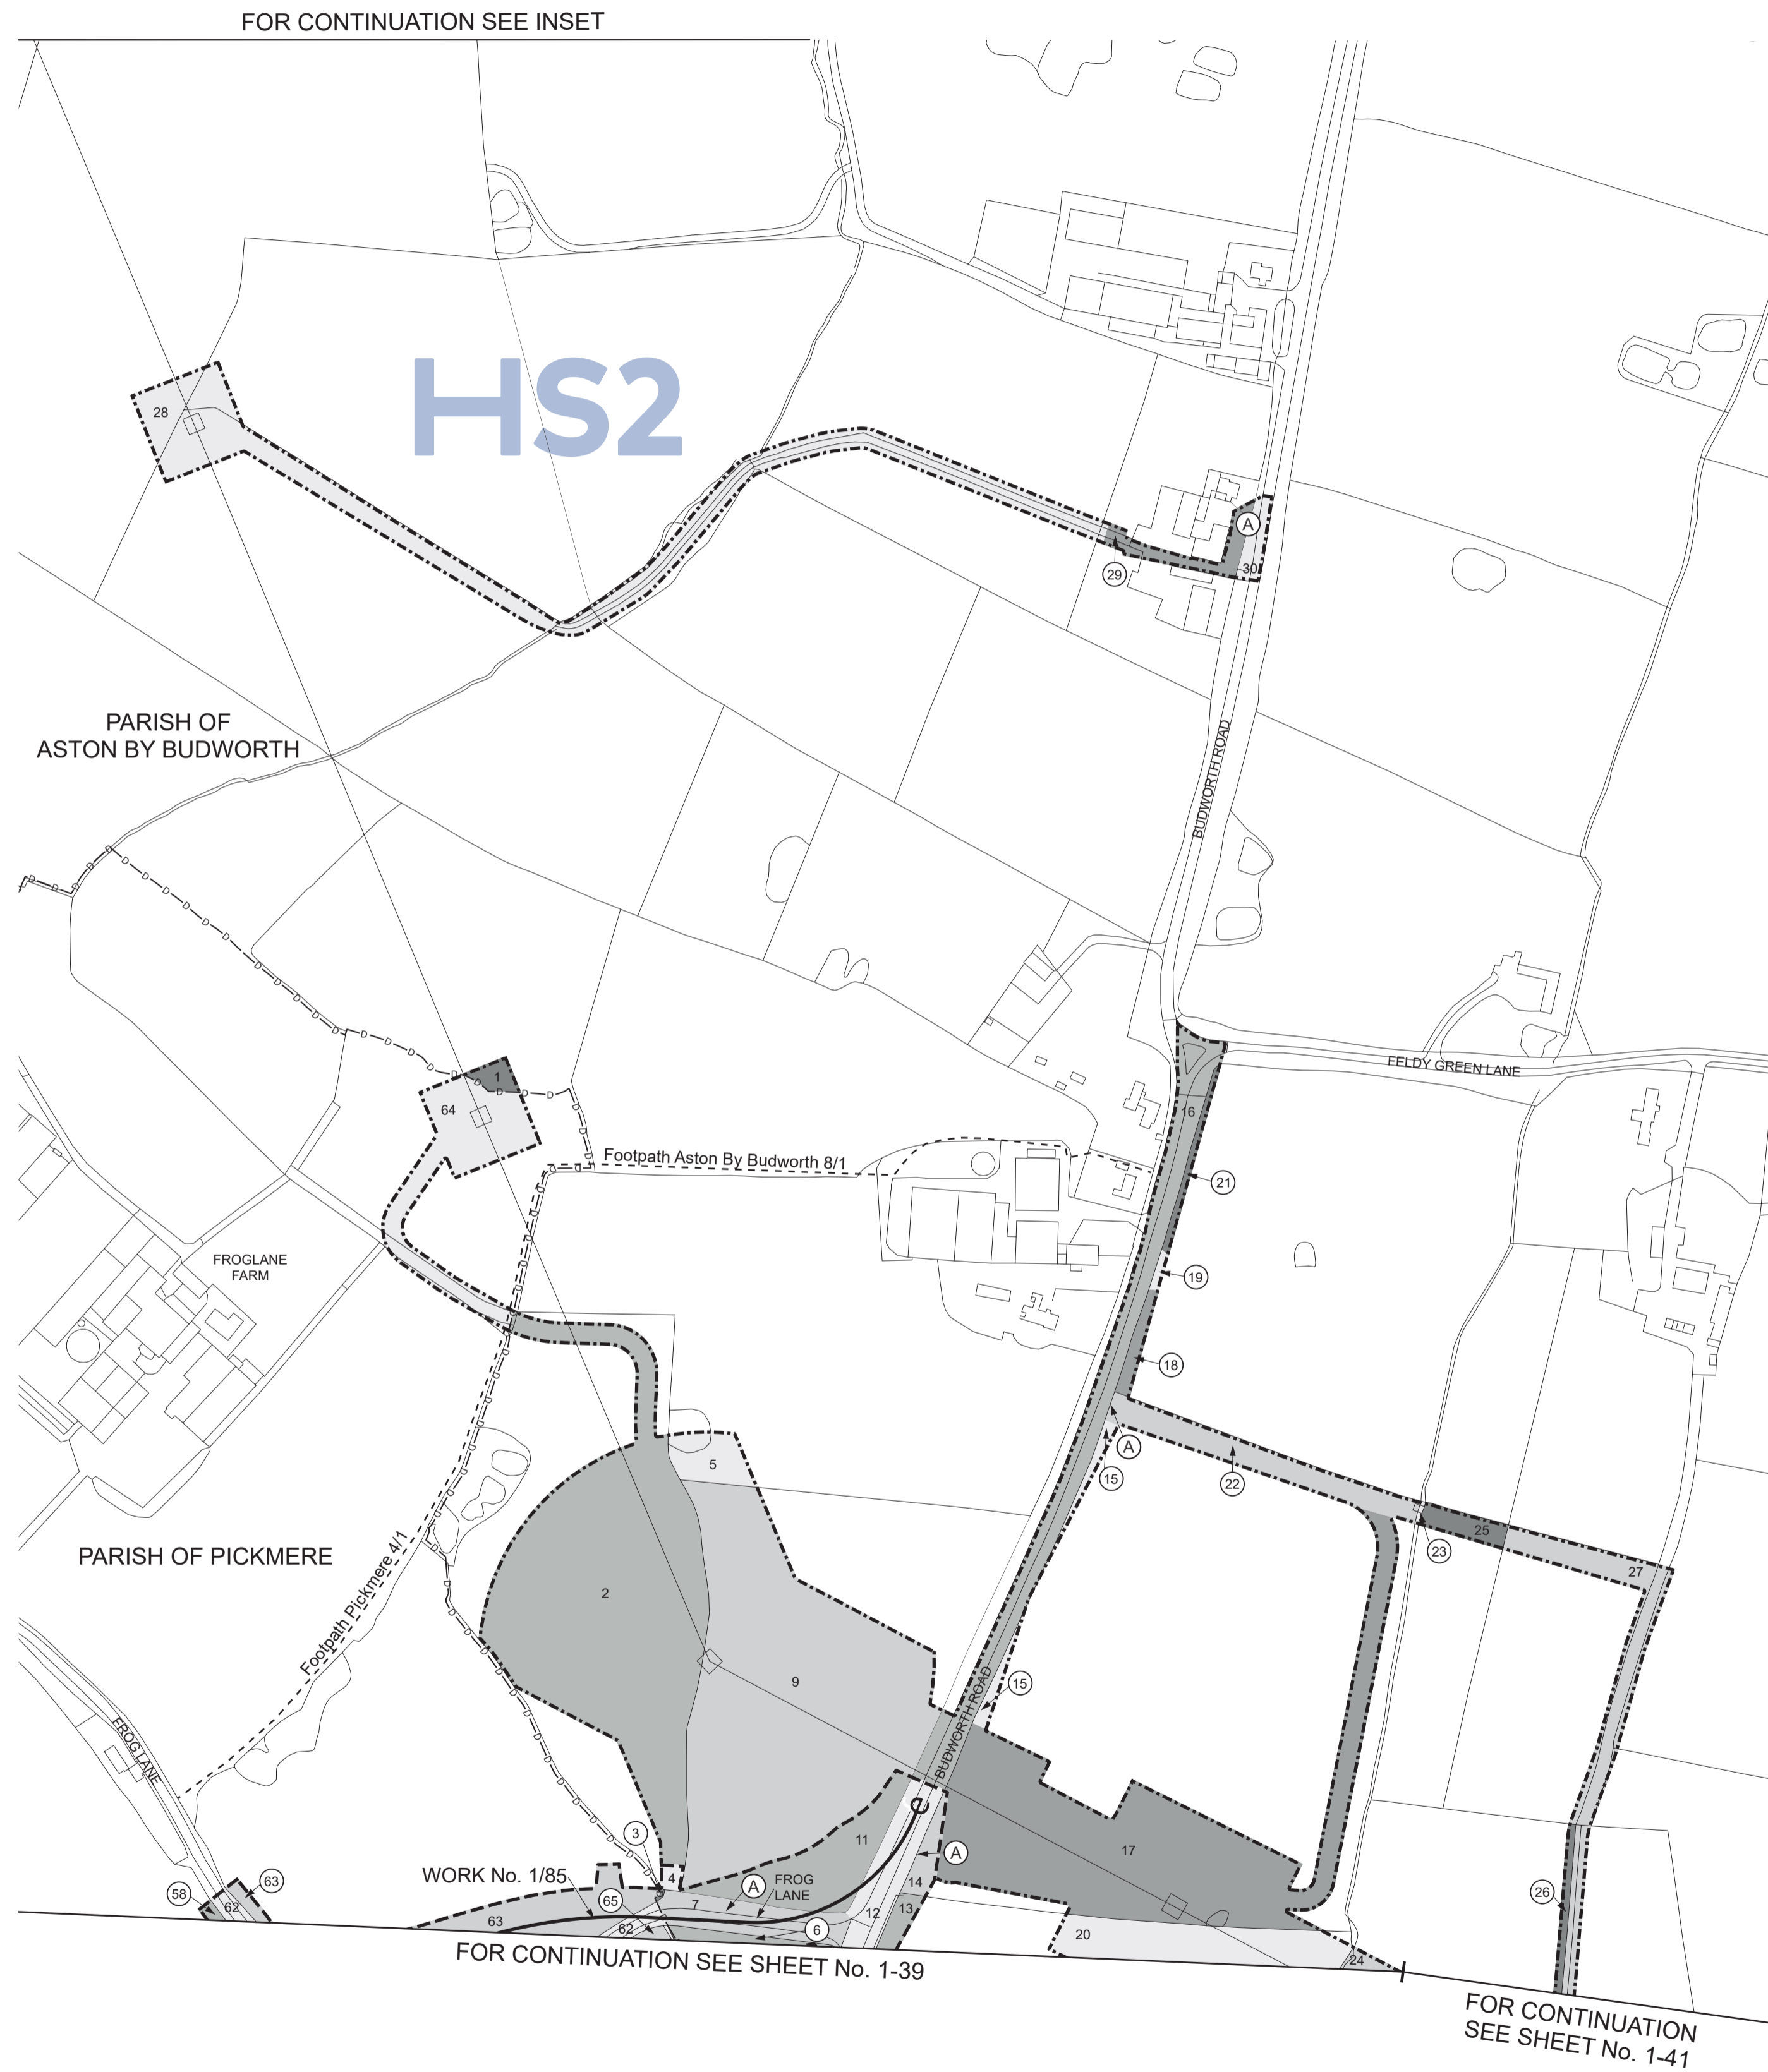 FOR CONTINUATION SEE INSET
HS2
28
A
29
30
PARISH OF
ASTON BY BUDWORTH
BUDWORTH ROAD
FELDY GREEN LANE
1
64
16
Footpath Aston By Budworth 8/1
21
FROGLANE
FARM
19
18
A
15
22
5
25
23
27
PARISH OF PICKMERE
Footpath Pickmere 4/1
2
9
15
BUDWORTH ROAD
FROG LANE
e
3
11
17
A
WORK No. 1/85
4
A
FROG
LANE
14
58
63
62
65
7
12
13
26
63
62
6
20
24
FOR CONTINUATION SEE SHEET No. 1-39
FOR CONTINUATION
SEE SHEET No. 1-41